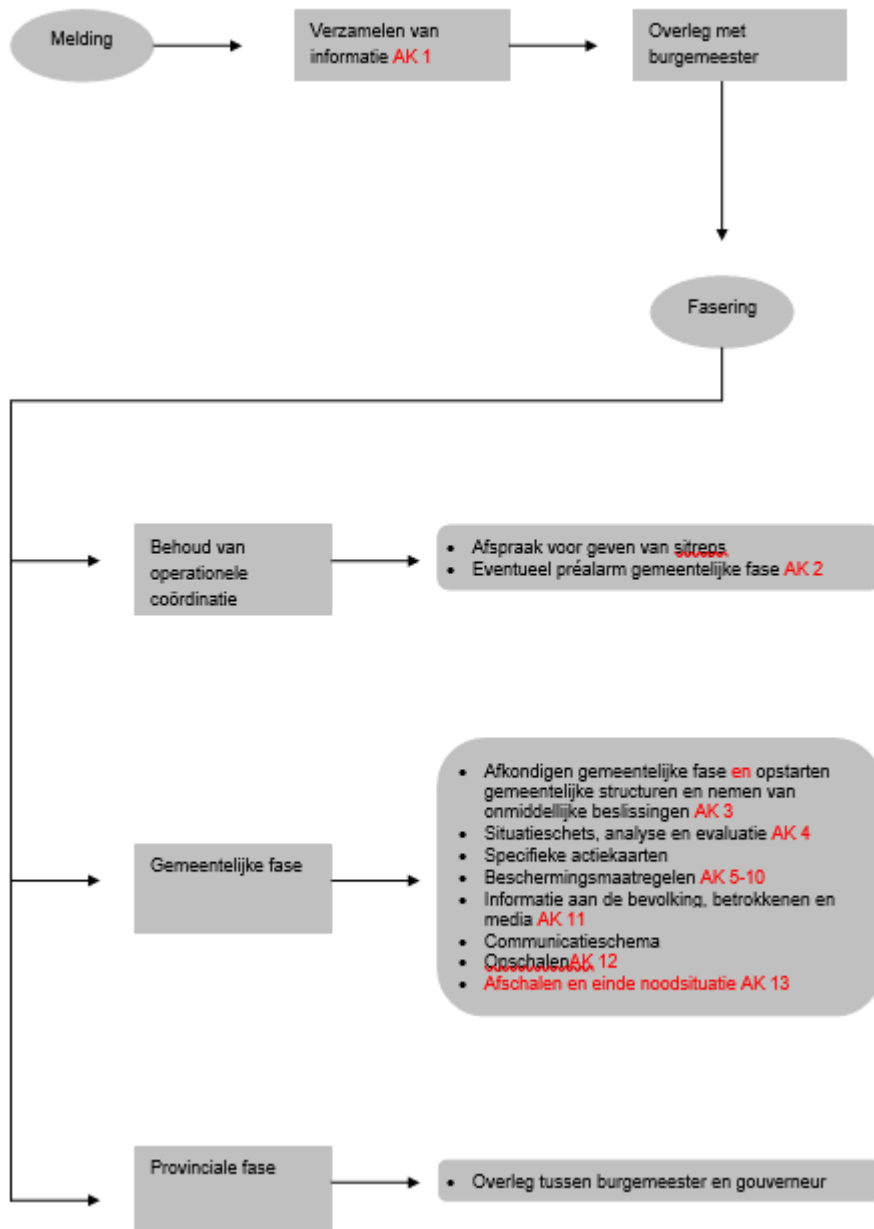 Melding
Verzamelen van
informatie AK 1
Overleg met
burgemeester
Fasering
Behoud van
operationele
coördinatie
• Afspraak voor geven van sitreps
• Eventueel préalarm gemeentelijke fase AK 2
Gemeentelijke fase
• Afkondigen gemeentelijke fase en opstarten
gemeentelijke structuren en nemen van
onmiddellijke beslissingen AK 3
• Situatieschets, analyse en evaluatie AK 4
• Specifieke actiekaarten
• Beschermingsmaatregelen AK 5-10
• Informatie aan de bevolking, betrokkenen en
media AK 11
• Communicatieschema
• OpschalenAK 12
• Afschalen en einde noodsituatie AK 13
Provinciale fase
• Overleg tussen burgemeester en gouverneur